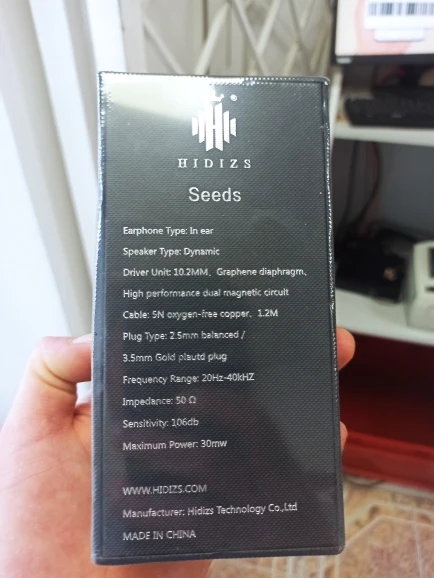 HIDIZS
Seeds
Earphone Type: In ear
Speaker Type: Dynamic
Driver Unit: 10.2MM、Graphene diaphragm、
High performance dual magnetic circult
Cable: 5N oxygen-free copper、1.2M
Plug Type: 2.5mm balanced /
3.5mm Gold plautd plug
Frequency Range: 20Hz-40kHZ
Impedance: 50 Ω
Sensitivity: 106db
Maximum Power: 30mw
WWW.HIDIZS.COM
Manufacturer: Hidizs Technology Co.,Ltd
MADE IN CHINA